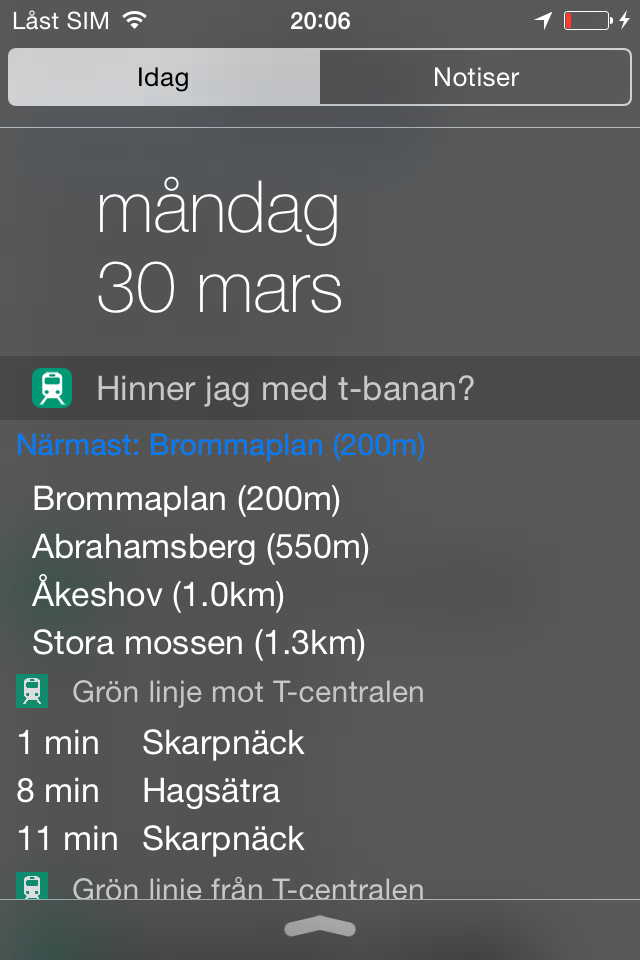 Låst SIM 20:06
Idag Notiser
måndag
30 mars
Hinner jag med t-banan?
Närmast: Brommaplan (200m)
Brommaplan (200m)
Abrahamsberg (550m)
Åkeshov (1.0km)
Stora mossen (1.3km)
Grön linje mot T-centralen
1 min Skarpnäck
8 min Hagsätra
11 min Skarpnäck
Grön linje från T-centralen